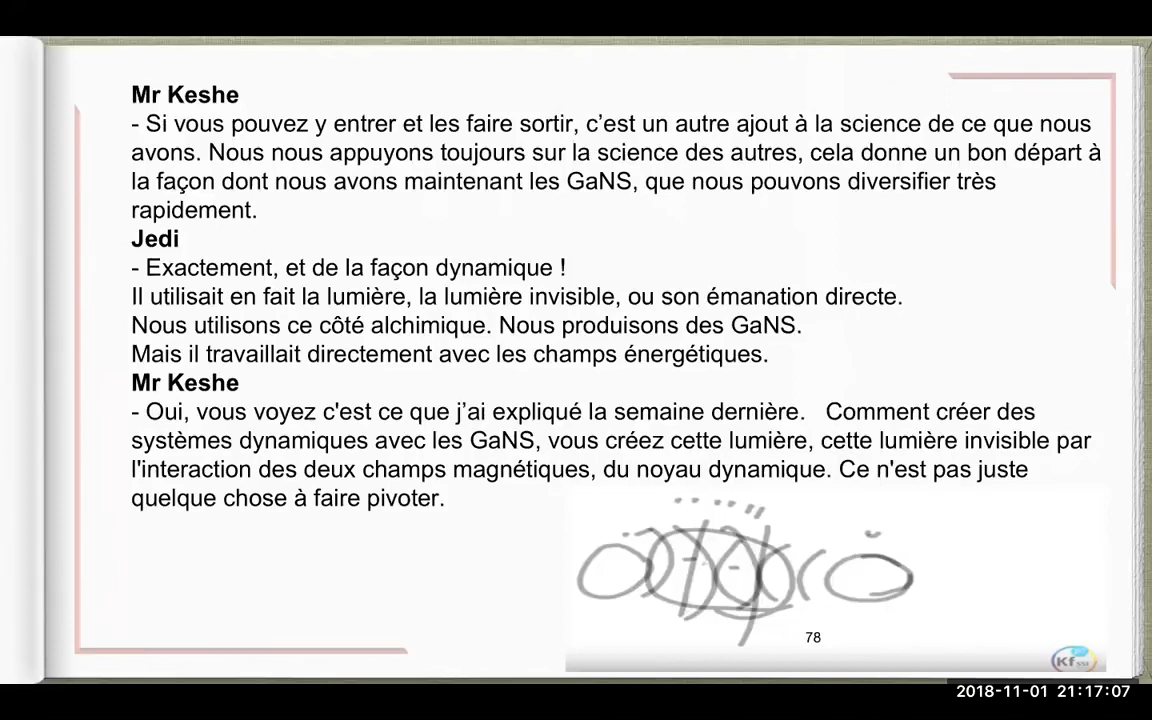 Mr Keshe
- Si vous pouvez y entrer et les faire sortir, c’est un autre ajout à la science de ce que nous
avons. Nous nous appuyons toujours sur la science des autres, cela donne un bon départ à
la façon dont nous avons maintenant les GaNS, que nous pouvons diversifier très
rapidement.
Jedi
- Exactement, et de la façon dynamique !
Il utilisait en fait la lumière, la lumière invisible, ou son émanation directe.
Nous utilisons ce côté alchimique. Nous produisons des GaNS.
Mais il travaillait directement avec les champs énergétiques.
Mr Keshe
- Oui, vous voyez c'est ce que j’ai expliqué la semaine dernière. Comment créer des
systèmes dynamiques avec les GaNS, vous créez cette lumière, cette lumière invisible par
l'interaction des deux champs magnétiques, du noyau dynamique. Ce n'est pas juste
quelque chose à faire pivoter.
78
Kf SSI
2018-11-01 21:17:07